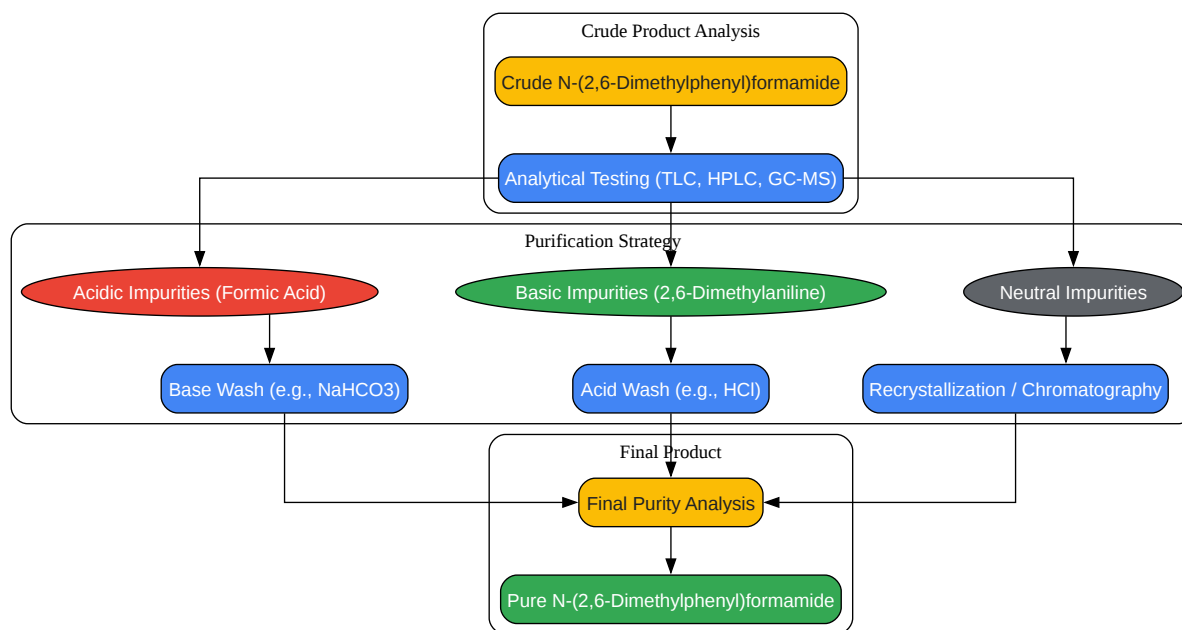 Crude Product Analysis
Crude N-(2,6-Dimethylphenyl)formamide
Analytical Testing (TLC, HPLC, GC-MS)
Purification Strategy
Acidic Impurities (Formic Acid)
Basic Impurities (2,6-Dimethylaniline)
Neutral Impurities
Base Wash (e.g., NaHCO3)
Acid Wash (e.g., HCl)
Recrystallization / Chromatography
Final Product
Final Purity Analysis
Pure N-(2,6-Dimethylphenyl)formamide